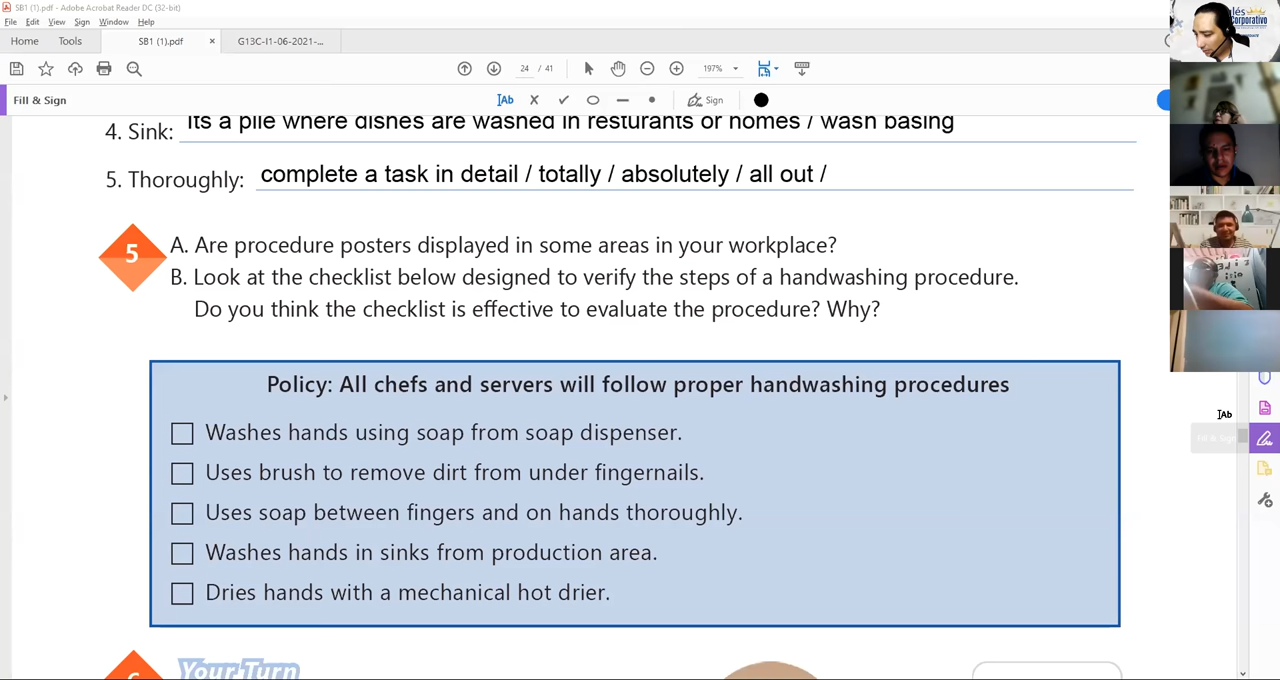 SB1 (1).pdf - Adobe Acrobat Reader DC (32-bit)
File Edit View Sign Window Help
Home Tools SB1 (1).pdf × G13C-I1-06-2021-...
24 / 41 197%
Fill & Sign Ab Sign
4. Sink: Its a pile where dishes are washed in resturants or homes / wash basing
5. Thoroughly: complete a task in detail / totally / absolutely / all out /
5 A. Are procedure posters displayed in some areas in your workplace?
B. Look at the checklist below designed to verify the steps of a handwashing procedure.
Do you think the checklist is effective to evaluate the procedure? Why?
Policy: All chefs and servers will follow proper handwashing procedures
Washes hands using soap from soap dispenser.
Uses brush to remove dirt from under fingernails.
Uses soap between fingers and on hands thoroughly.
Washes hands in sinks from production area.
Dries hands with a mechanical hot drier.
6 Your Turn
Ab
Fill & Sign